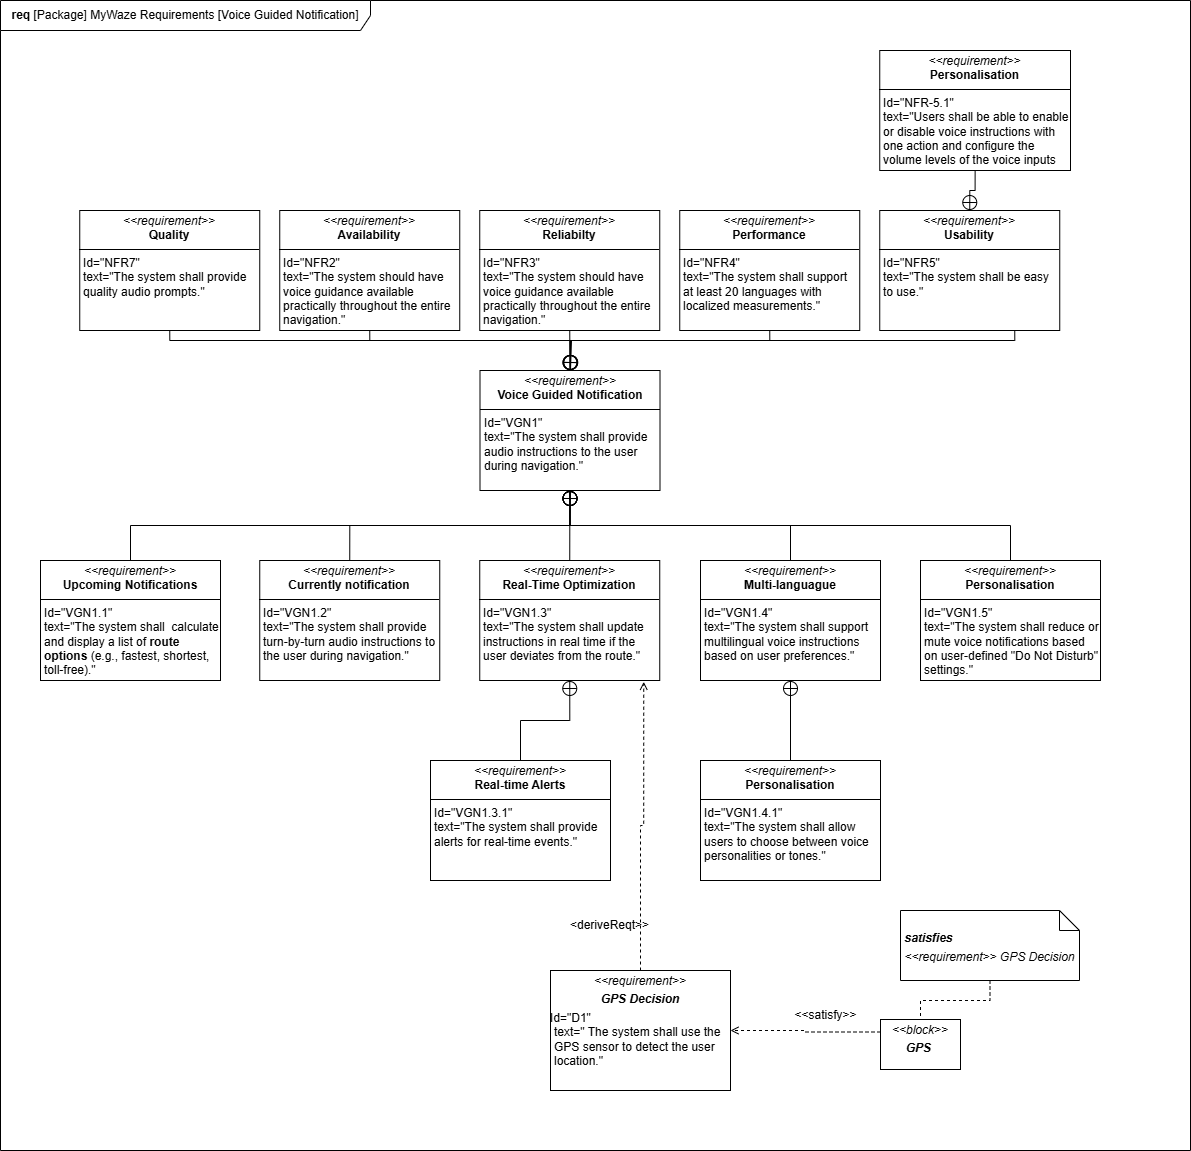 req [Package] MyWaze Requirements [Voice Guided Notification]
<<requirement>>
Personalisation
Id="NFR-5.1"
text="Users shall be able to enable
or disable voice instructions with
one action and configure the
volume levels of the voice inputs
<<requirement>>
Quality
Id="NFR7"
text="The system shall provide
quality audio prompts."
<<requirement>>
Availability
Id="NFR2"
text="The system should have
voice guidance available
practically throughout the entire
navigation."
<<requirement>>
Reliabilty
Id="NFR3"
text="The system should have
voice guidance available
practically throughout the entire
navigation."
<<requirement>>
Performance
Id="NFR4"
text="The system shall support
at least 20 languages with
localized measurements."
<<requirement>>
Usability
Id="NFR5"
text="The system shall be easy
to use."
<<requirement>>
Voice Guided Notification
Id="VGN1"
text="The system shall provide
audio instructions to the user
during navigation."
<<requirement>>
Upcoming Notifications
Id="VGN1.1"
text="The system shall  calculate
and display a list of route
options (e.g., fastest, shortest,
toll-free)."
<<requirement>>
Currently notification
Id="VGN1.2"
text="The system shall provide
turn-by-turn audio instructions to
the user during navigation."
<<requirement>>
Real-Time Optimization
Id="VGN1.3"
text="The system shall update
instructions in real time if the
user deviates from the route."
<<requirement>>
Multi-languague
Id="VGN1.4"
text="The system shall support
multilingual voice instructions
based on user preferences."
<<requirement>>
Personalisation
Id="VGN1.5"
text="The system shall reduce or
mute voice notifications based
on user-defined "Do Not Disturb"
settings."
<<requirement>>
Real-time Alerts
Id="VGN1.3.1"
text="The system shall provide
alerts for real-time events."
<<requirement>>
Personalisation
Id="VGN1.4.1"
text="The system shall allow
users to choose between voice
personalities or tones."
<deriveReqt>>
satisfies
<<requirement>> GPS Decision
<<requirement>>
GPS Decision
Id="D1"
text=" The system shall use the
GPS sensor to detect the user
location."
<<satisfy>>
<<block>>
GPS